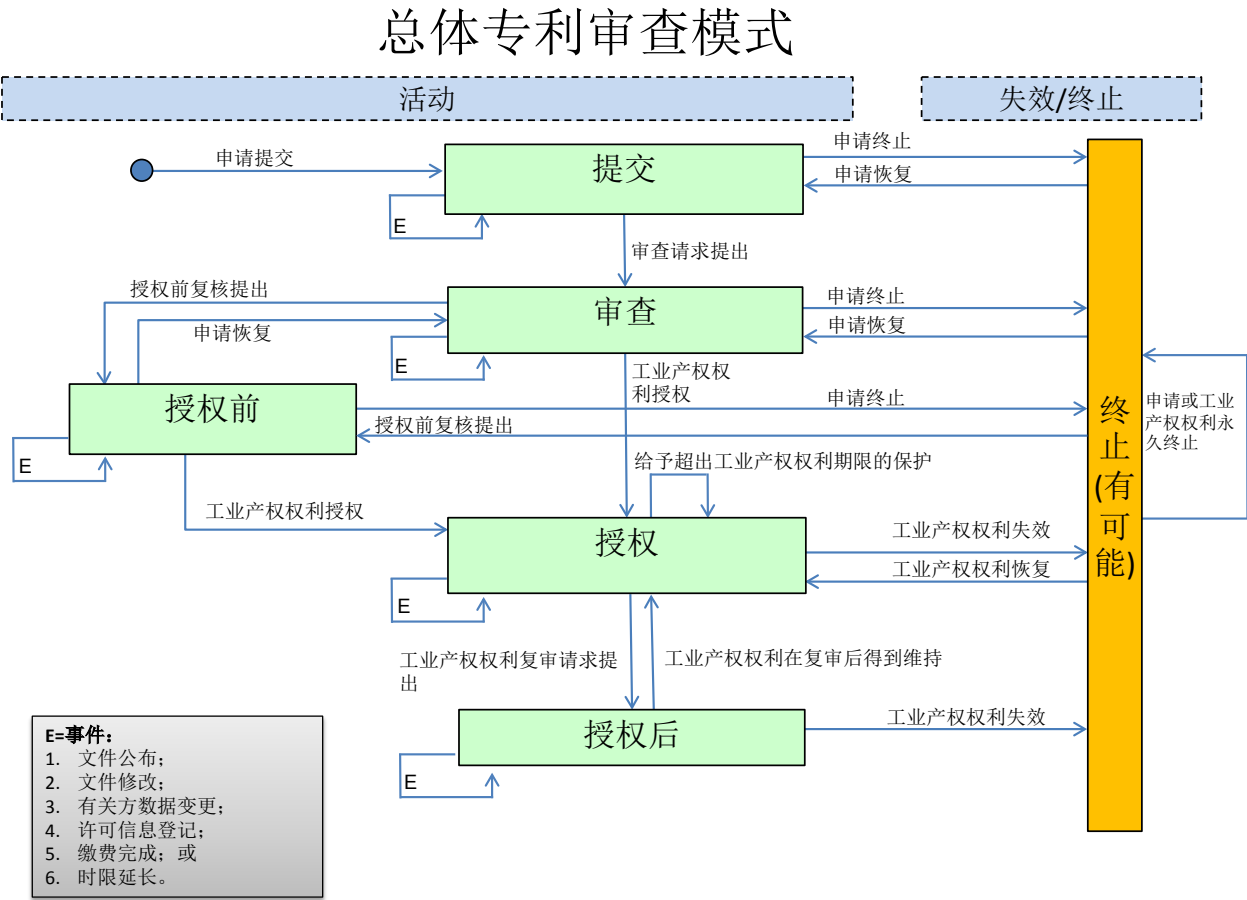 总体专利审查模式
活动
失效/终止
申请提交
提交
申请终止
申请恢复
E
审查请求提出
授权前复核提出
申请恢复
审查
申请终止
申请恢复
E
工业产权权
利授权
授权前
申请终止
授权前复核提出
E
终
止
(有
可
能)
申请或工业
产权权利永
久终止
给予超出工业产权权利期限的保护
工业产权权利授权
授权
工业产权权利失效
工业产权权利恢复
E
工业产权权利复审请求提
出
工业产权权利在复审后得到维持
授权后
工业产权权利失效
E
E=事件：
1. 文件公布；
2. 文件修改；
3. 有关方数据变更；
4. 许可信息登记；
5. 缴费完成；或
6. 时限延长。